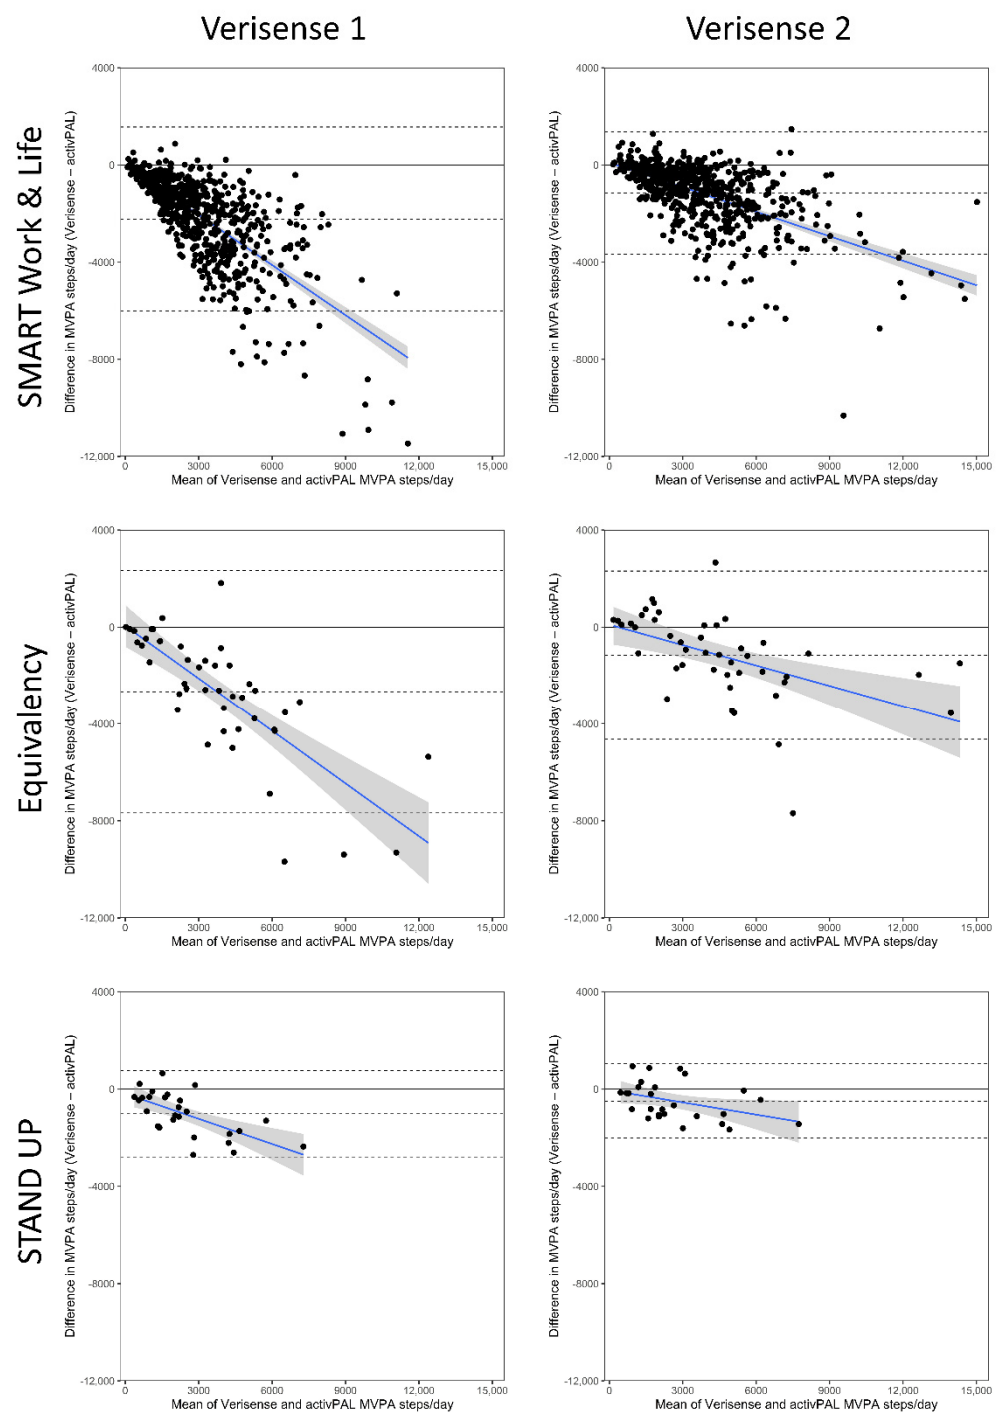 Verisense 1
Verisense 2
SMART Work & Life
Difference in MVPA steps/day (Verisense – activPAL)
4000
0
-4000
-8000
-12,000
0 3000 6000 9000 12,000 15,000
Mean of Verisense and activPAL MVPA steps/day
Difference in MVPA steps/day (Verisense – activPAL)
4000
0
-4000
-8000
-12,000
0 3000 6000 9000 12,000 15,000
Mean of Verisense and activPAL MVPA steps/day
Equivalency
Difference in MVPA steps/day (Verisense – activPAL)
4000
0
-4000
-8000
-12,000
0 3000 6000 9000 12,000 15,000
Mean of Verisense and activPAL MVPA steps/day
Difference in MVPA steps/day (Verisense – activPAL)
4000
0
-4000
-8000
-12,000
0 3000 6000 9000 12,000 15,000
Mean of Verisense and activPAL MVPA steps/day
STAND UP
Difference in MVPA steps/day (Verisense – activPAL)
4000
0
-4000
-8000
-12,000
0 3000 6000 9000 12,000 15,000
Mean of Verisense and activPAL MVPA steps/day
Difference in MVPA steps/day (Verisense – activPAL)
4000
0
-4000
-8000
-12,000
0 3000 6000 9000 12,000 15,000
Mean of Verisense and activPAL MVPA steps/day